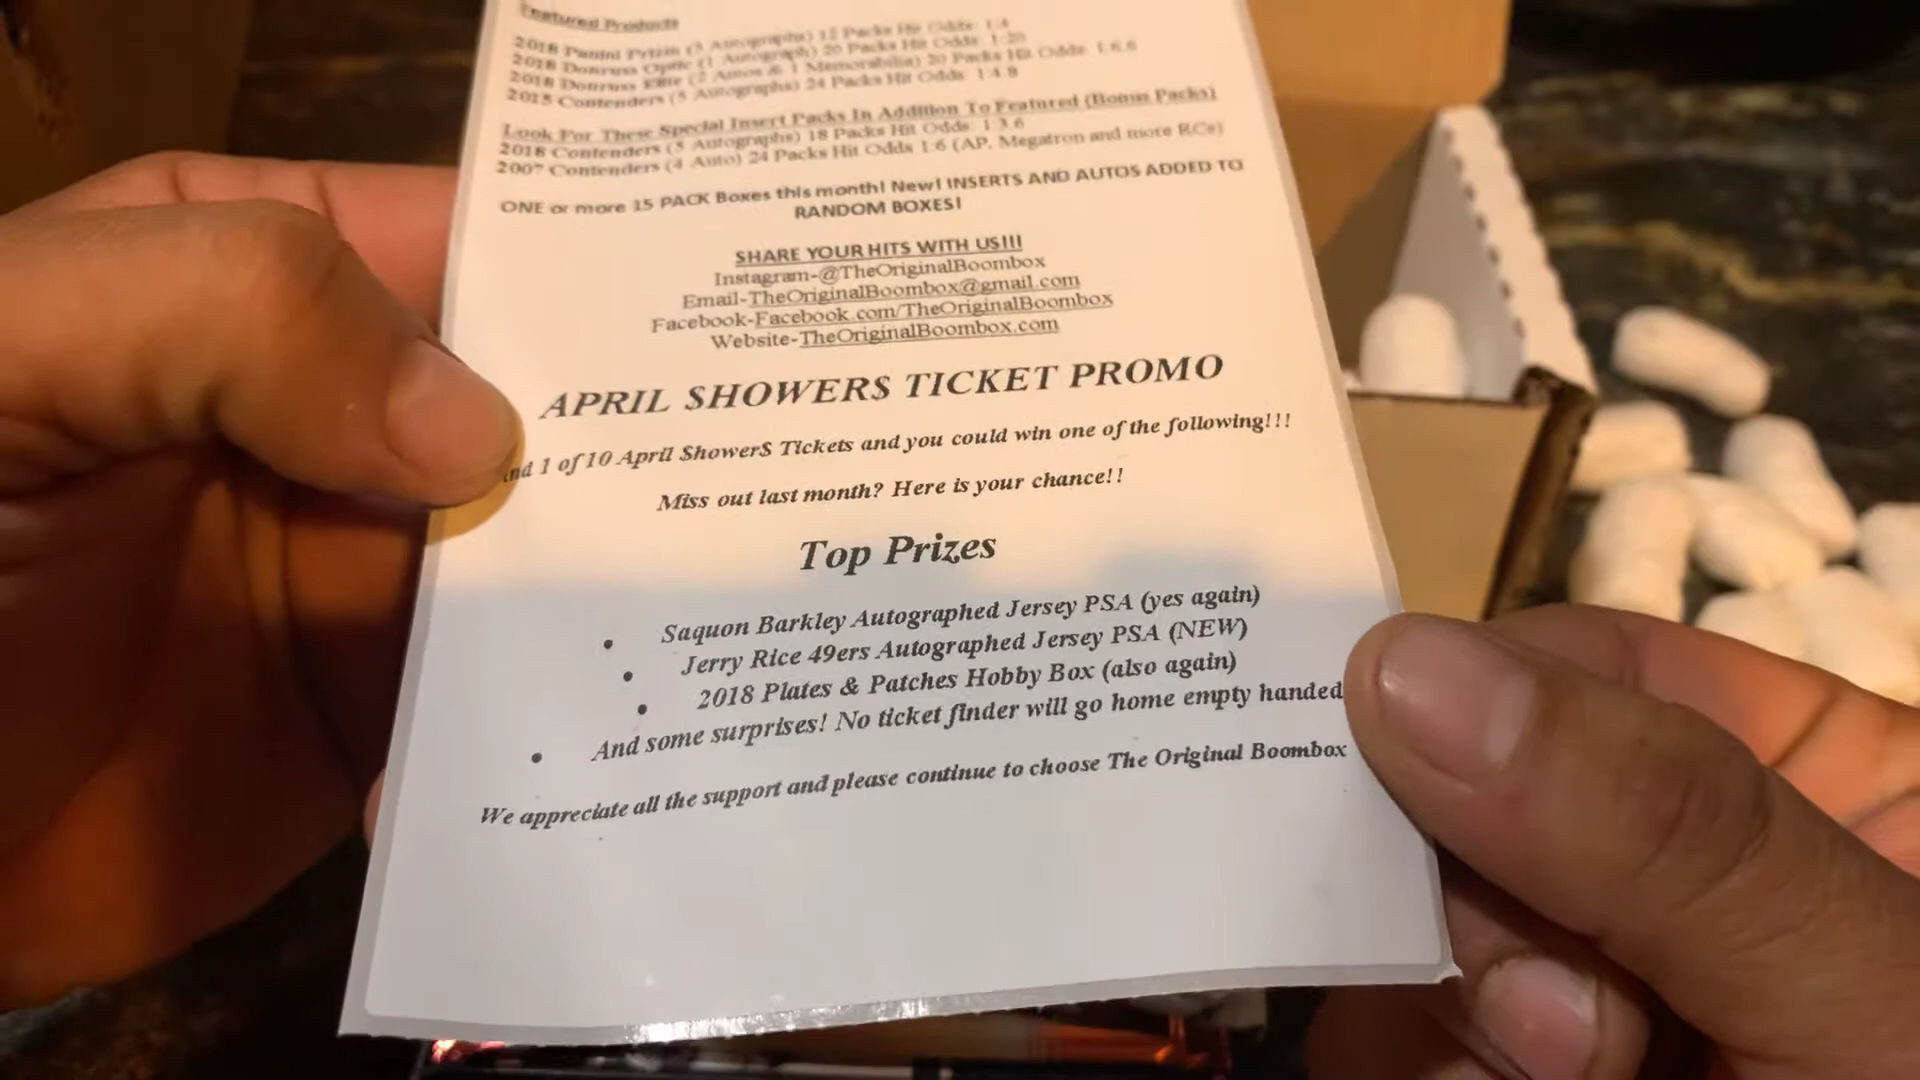 Featured Products
2018 Panini Prizm (3 Autographs) 12 Packs Hit Odds: 1:4
2018 Donruss Optic (1 Autograph) 20 Packs Hit Odds: 1:20
2018 Donruss Elite (2 Autos & 1 Memorabilia) 20 Packs Hit Odds: 1:6.6
2015 Contenders (5 Autographs) 24 Packs Hit Odds: 1:4.8
Look For These Special Insert Packs In Addition To Featured (Bonus Packs)
2018 Contenders (5 Autographs) 18 Packs Hit Odds: 1:3.6
2007 Contenders (4 Auto) 24 Packs Hit Odds 1:6 (AP, Megatron and more RCs)
ONE or more 15 PACK Boxes this month! New! INSERTS AND AUTOS ADDED TO
RANDOM BOXES!
SHARE YOUR HITS WITH US!!!
Instagram-@TheOriginalBoombox
Email-TheOriginalBoombox@gmail.com
Facebook-Facebook.com/TheOriginalBoombox
Website-TheOriginalBoombox.com
APRIL SHOWER$ TICKET PROMO
nd 1 of 10 April Shower$ Tickets and you could win one of the following!!!
Miss out last month? Here is your chance!!
Top Prizes
• Saquon Barkley Autographed Jersey PSA (yes again)
• Jerry Rice 49ers Autographed Jersey PSA (NEW)
• 2018 Plates & Patches Hobby Box (also again)
• And some surprises! No ticket finder will go home empty handed
We appreciate all the support and please continue to choose The Original Boombox